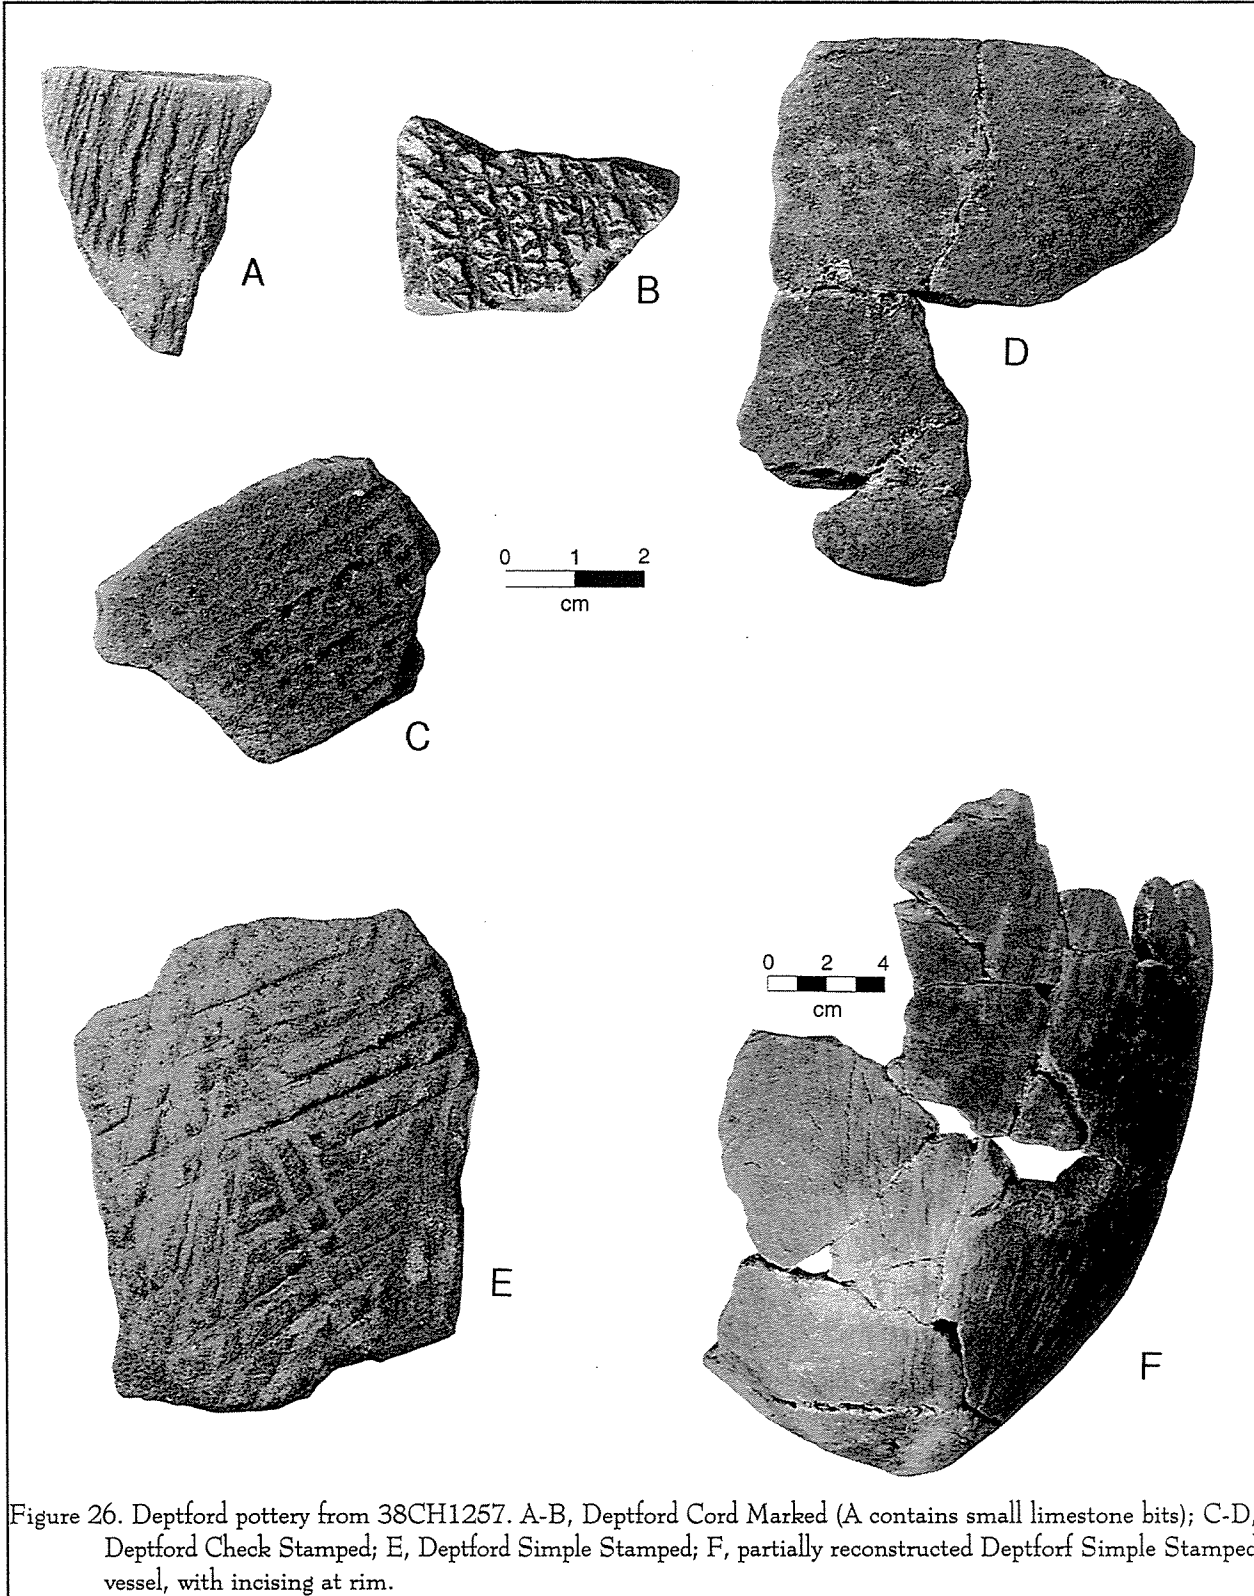 A
B
D
0 1 2
cm
C
0 2 4
cm
E
F
Figure 26. Deptford pottery from 38CH1257. A-B, Deptford Cord Marked (A contains small limestone bits); C-D,
Deptford Check Stamped; E, Deptford Simple Stamped; F, partially reconstructed Deptforf Simple Stamped
vessel, with incising at rim.